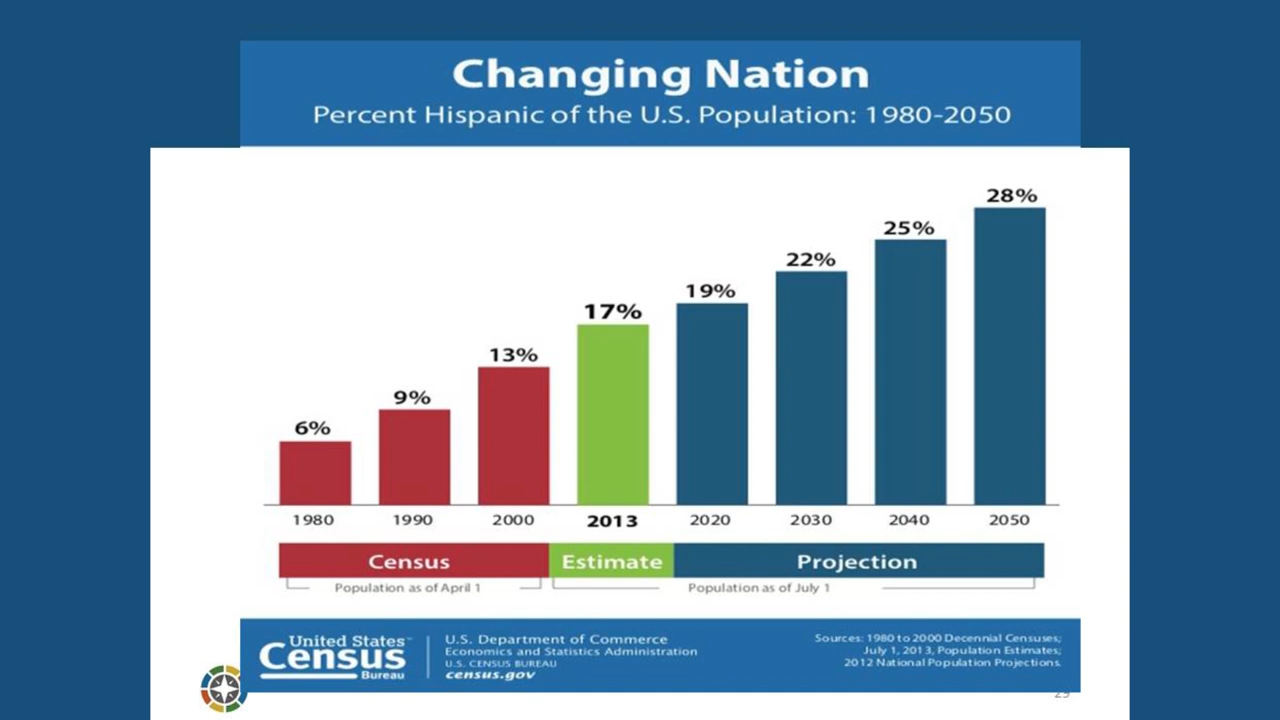 Changing Nation
Percent Hispanic of the U.S. Population: 1980-2050
28%
25%
22%
19%
17%
13%
9%
6%
1980 1990 2000 2013 2020 2030 2040 2050
Census Estimate Projection
Population as of April 1 Population as of July 1
United States™
Census
Bureau
U.S. Department of Commerce
Economics and Statistics Administration
U.S. CENSUS BUREAU
census.gov
Sources: 1980 to 2000 Decennial Censuses;
July 1, 2013, Population Estimates;
2012 National Population Projections.
29